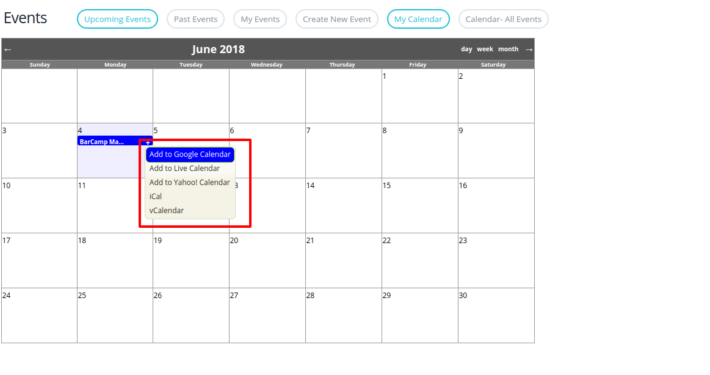 Events
Upcoming Events Past Events My Events Create New Event My Calendar Calendar- All Events
← June 2018 day week month →
Sunday Monday Tuesday Wednesday Thursday Friday Saturday
1 2
3 4 5 6 7 8 9
BarCamp Ma...
Add to Google Calendar
Add to Live Calendar
Add to Yahoo! Calendar
iCal
vCalendar
10 11 14 15 16
17 18 19 20 21 22 23
24 25 26 27 28 29 30